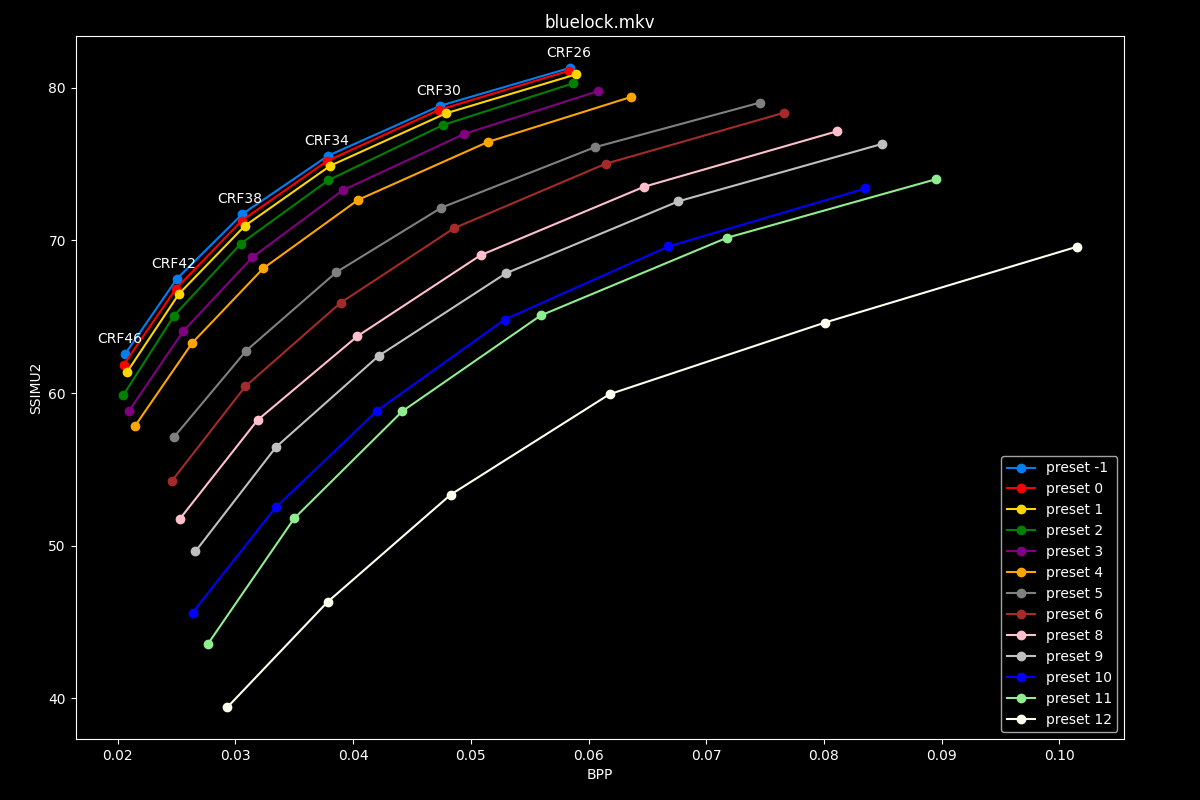 bluelock.mkv
CRF26
CRF30
CRF34
CRF38
CRF42
CRF46
80
70
60
50
40
SSIMU2
0.02 0.03 0.04 0.05 0.06 0.07 0.08 0.09 0.10
BPP
preset -1
preset 0
preset 1
preset 2
preset 3
preset 4
preset 5
preset 6
preset 8
preset 9
preset 10
preset 11
preset 12